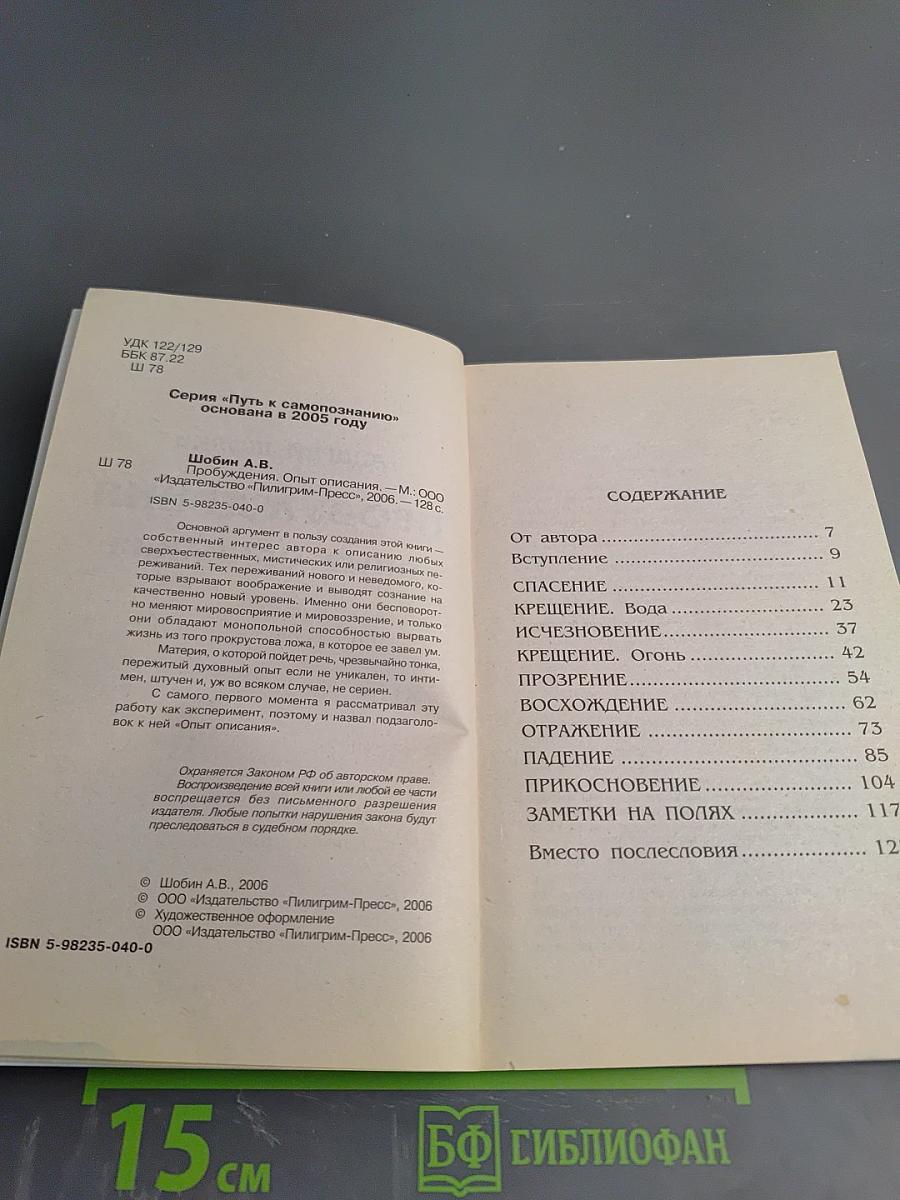 УДК 122/129
ББК 87.22
Ш 78
Серия «Путь к самопознанию»
основана в 2005 году
Шобин А.В.
Ш 78
Пробуждения. Опыт описания. — М.: ООО
«Издательство «Пилигрим-Пресс», 2006. — 128 с.
ISBN 5-98235-040-0
Основной аргумент в пользу создания этой книги —
собственный интерес автора к описанию любых
сверхъестественных, мистических или религиозных пе-
реживаний. Тех переживаний нового и неведомого, ко-
торые взрывают воображение и выводят сознание на
качественно новый уровень. Именно они бесповорот-
но меняют мировосприятие и мировоззрение, и только
они обладают монопольной способностью вырвать
жизнь из того прокрустова ложа, в которое ее завел ум.
Материя, о которой пойдет речь, чрезвычайно тонка,
пережитый духовный опыт если не уникален, то инти-
мен, штучен и, уж во всяком случае, не сериен.
С самого первого момента я рассматривал эту
работу как эксперимент, поэтому и назвал подзаголо-
вок к ней «Опыт описания».
Охраняется Законом РФ об авторском праве.
Воспроизведение всей книги или любой ее части
воспрещается без письменного разрешения
издателя. Любые попытки нарушения закона будут
преследоваться в судебном порядке.
© Шобин А.В., 2006
© ООО «Издательство «Пилигрим-Пресс», 2006
© Художественное оформление
ООО «Издательство «Пилигрим-Пресс», 2006
ISBN 5-98235-040-0
СОДЕРЖАНИЕ
От автора ........................... 7
Вступление ........................... 9
СПАСЕНИЕ ........................... 11
КРЕЩЕНИЕ. Вода ................... 23
ИСЧЕЗНОВЕНИЕ ..................... 37
КРЕЩЕНИЕ. Огонь .................. 42
ПРОЗРЕНИЕ ......................... 54
ВОСХОЖДЕНИЕ ..................... 62
ОТРАЖЕНИЕ ........................ 73
ПАДЕНИЕ ........................... 85
ПРИКОСНОВЕНИЕ .................. 104
ЗАМЕТКИ НА ПОЛЯХ ............... 117
Вместо послесловия ................ 12
15 см
БФ БИБЛИОФАН